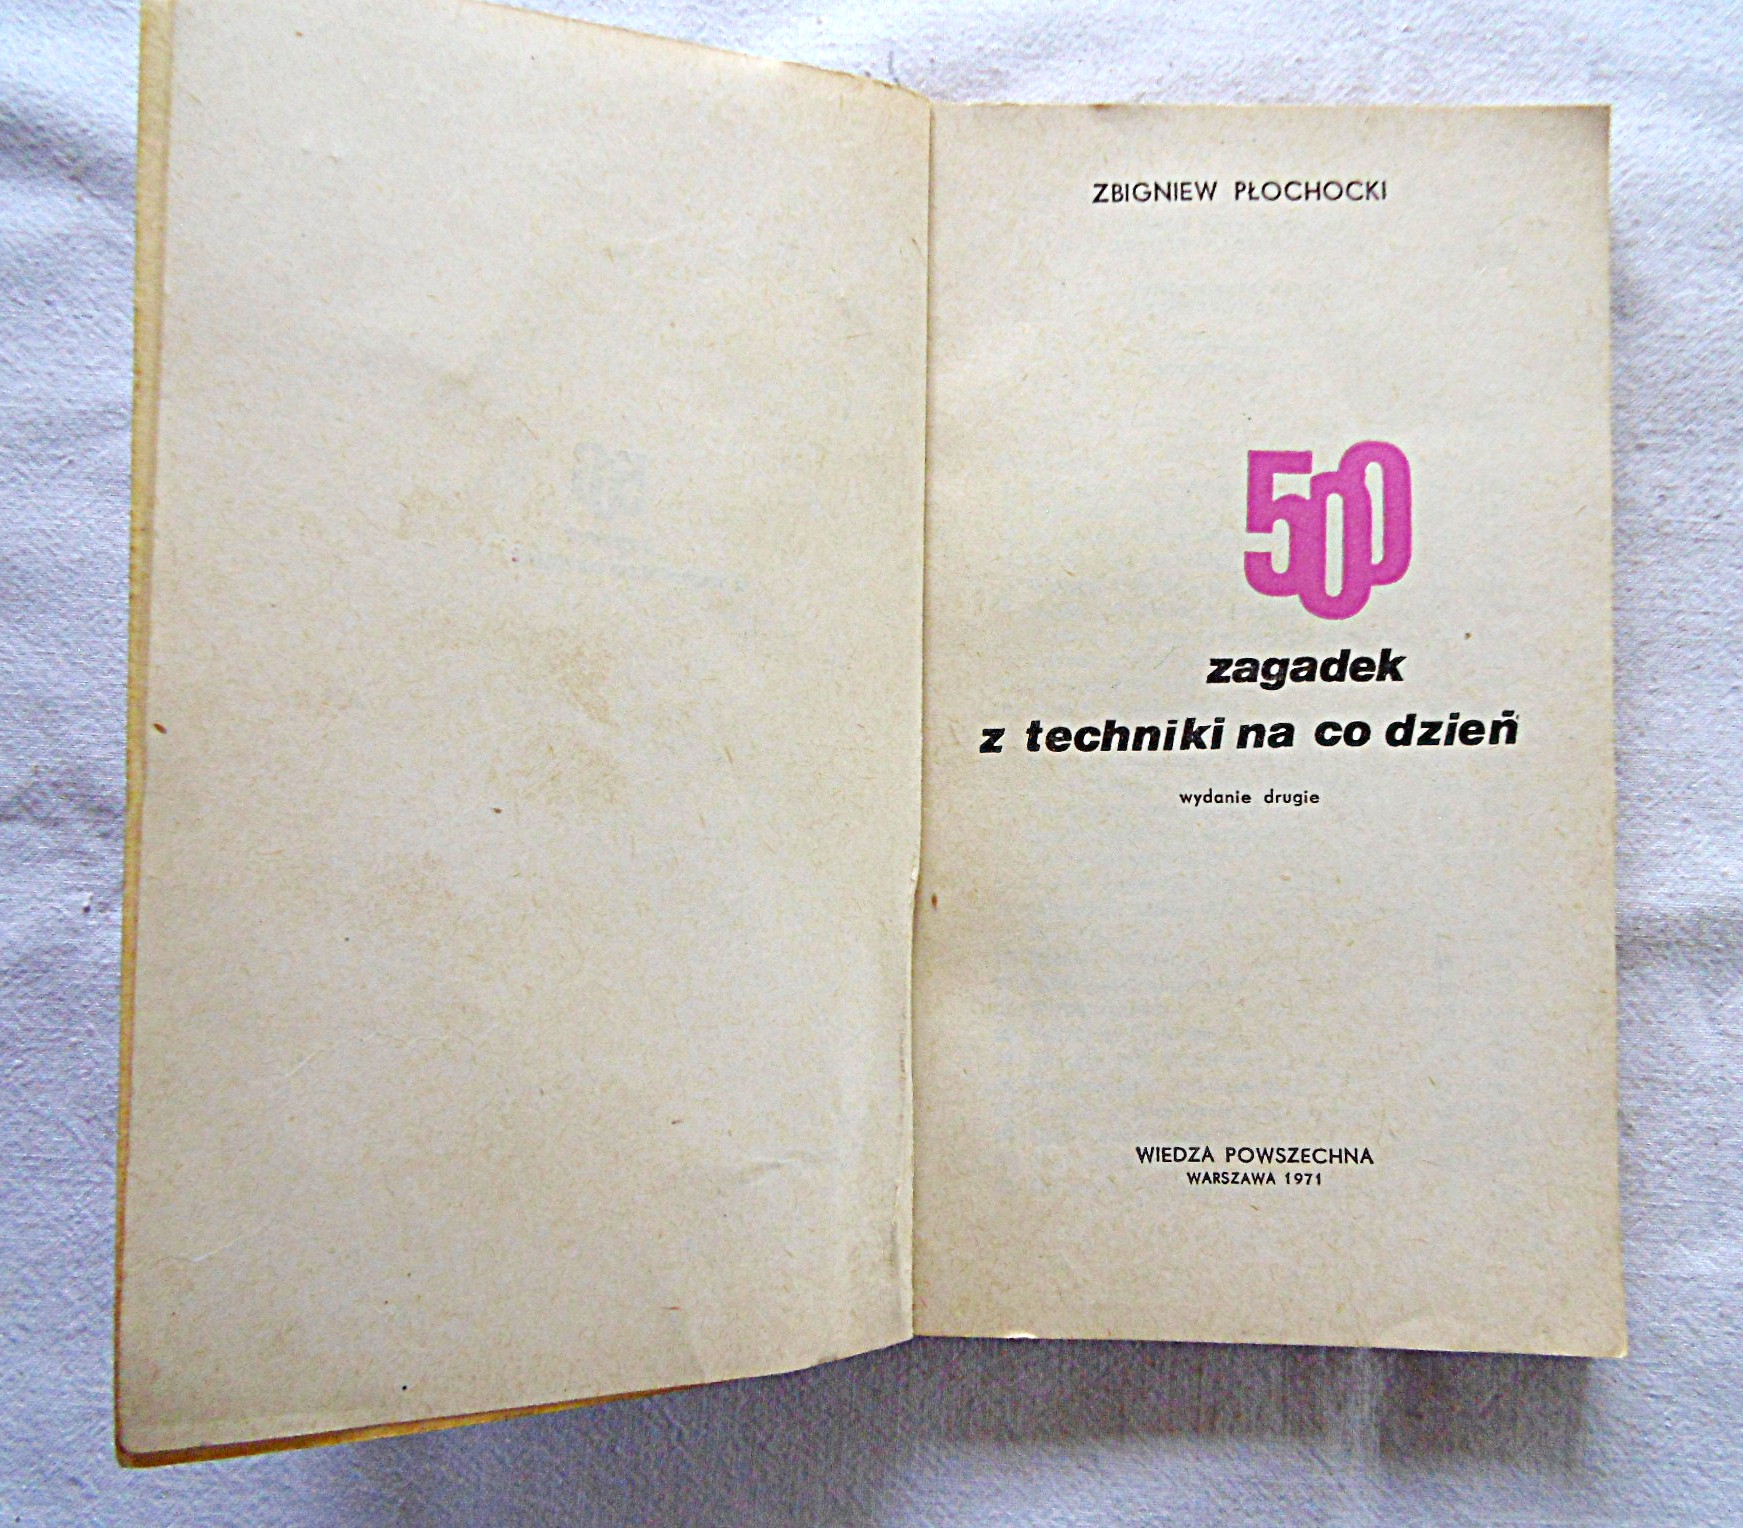 ZBIGNIEW PŁOCHOCKI
500
zagadek
z techniki na co dzień
wydanie drugie
WIEDZA POWSZECHNA
WARSZAWA 1971